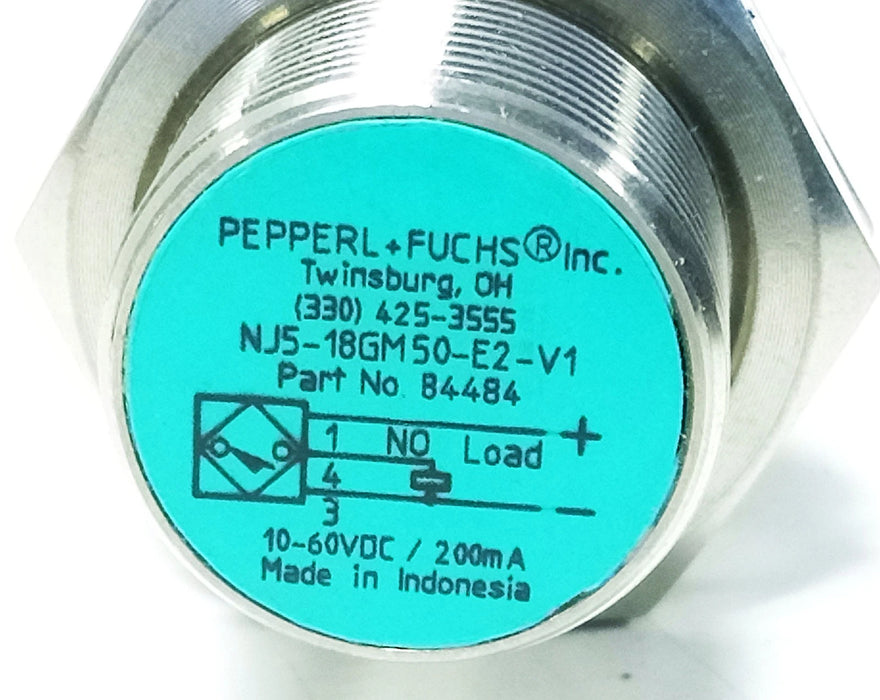 PEPPERL+FUCHS® Inc.
Twinsburg, OH
(330) 425-3555
NJ5-18GM50-E2-V1
Part No. 84484
1 NO Load +
4
3 -
10-60VDC / 200mA
Made in Indonesia